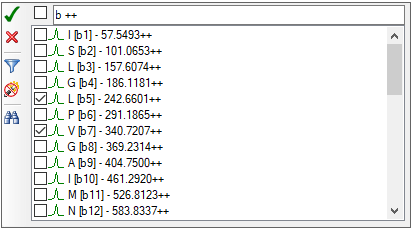 b ++
I [b1] - 57.5493++
S [b2] - 101.0653++
L [b3] - 157.6074++
G [b4] - 186.1181++
L [b5] - 242.6601++
P [b6] - 291.1865++
V [b7] - 340.7207++
G [b8] - 369.2314++
A [b9] - 404.7500++
I [b10] - 461.2920++
M [b11] - 526.8123++
N [b12] - 583.8337++